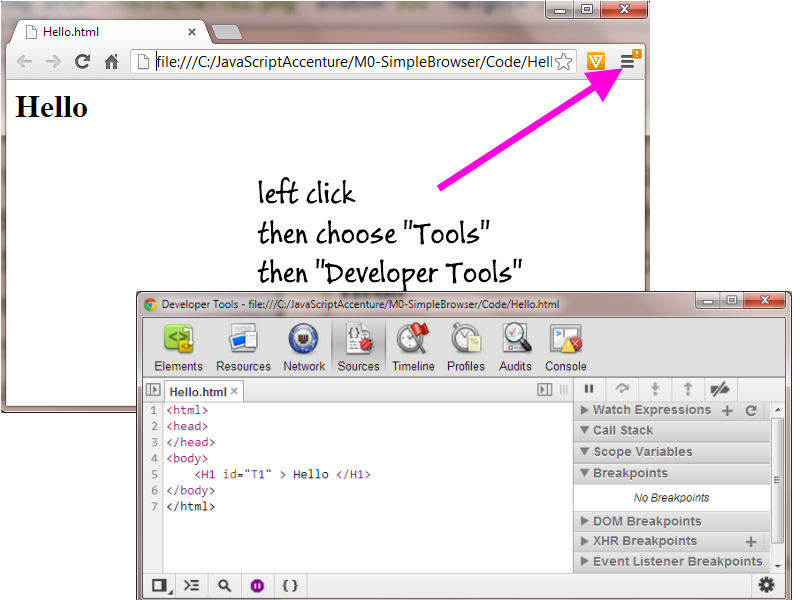 Hello.html
file:///C:/JavaScriptAccenture/M0-SimpleBrowser/Code/Hell
Hello
left click
then choose "Tools"
then "Developer Tools"
Developer Tools - file:///C:/JavaScriptAccenture/M0-SimpleBrowser/Code/Hello.html
Elements Resources Network Sources Timeline Profiles Audits Console
Hello.html
1 <html>
2 <head>
3 </head>
4 <body>
5 <H1 id="T1" > Hello </H1>
6 </body>
7 </html>
Watch Expressions
Call Stack
Scope Variables
Breakpoints
No Breakpoints
DOM Breakpoints
XHR Breakpoints
Event Listener Breakpoints